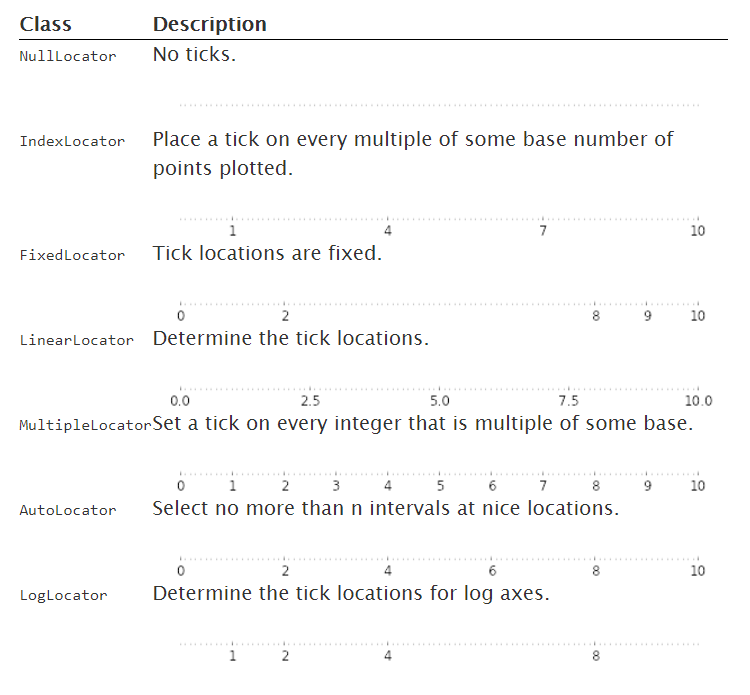 Class Description
NullLocator No ticks.
IndexLocator Place a tick on every multiple of some base number of
points plotted.
1 4 7 10
FixedLocator Tick locations are fixed.
0 2 8 9 10
LinearLocator Determine the tick locations.
0.0 2.5 5.0 7.5 10.0
MultipleLocator Set a tick on every integer that is multiple of some base.
0 1 2 3 4 5 6 7 8 9 10
AutoLocator Select no more than n intervals at nice locations.
0 2 4 6 8 10
LogLocator Determine the tick locations for log axes.
1 2 4 8